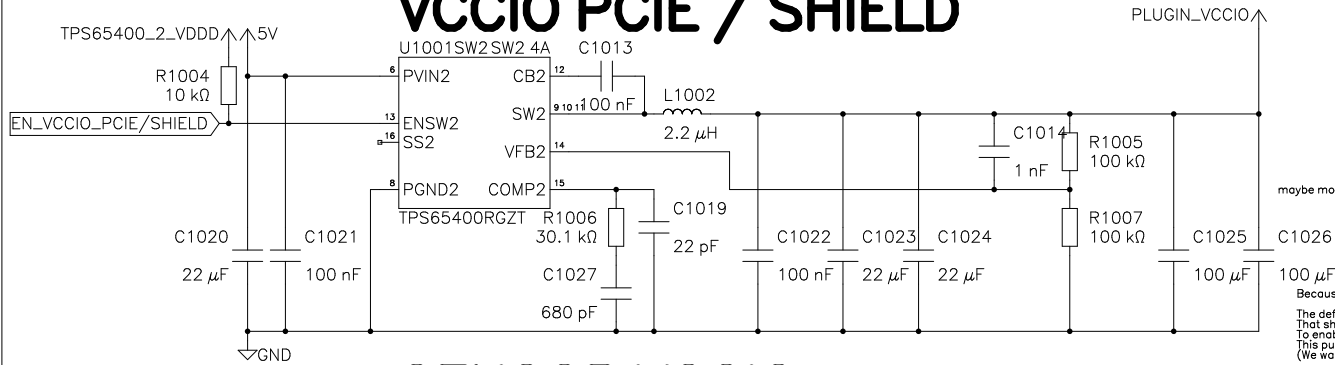 VCCIO PCIE / SHIELD
PLUGIN_VCCIO
TPS65400_2_VDDD
5V
U1001SW2 SW2 4A
C1013
100 nF
R1004
10 kΩ
EN_VCCIO_PCIE/SHIELD
6
PVIN2
CB2
12
13
ENSW2
SW2
9 10 11
16
SS2
VFB2
14
8
PGND2
COMP2
15
TPS65400RGZT
L1002
2.2 μH
C1014
1 nF
R1005
100 kΩ
maybe mo
R1006
30.1 kΩ
C1019
22 pF
R1007
100 kΩ
C1020
22 μF
C1021
100 nF
C1027
680 pF
C1022
100 nF
C1023
22 μF
C1024
22 μF
C1025
100 μF
C1026
100 μF
Becaus
The def
That sh
To enab
This pu
(We wa
GND